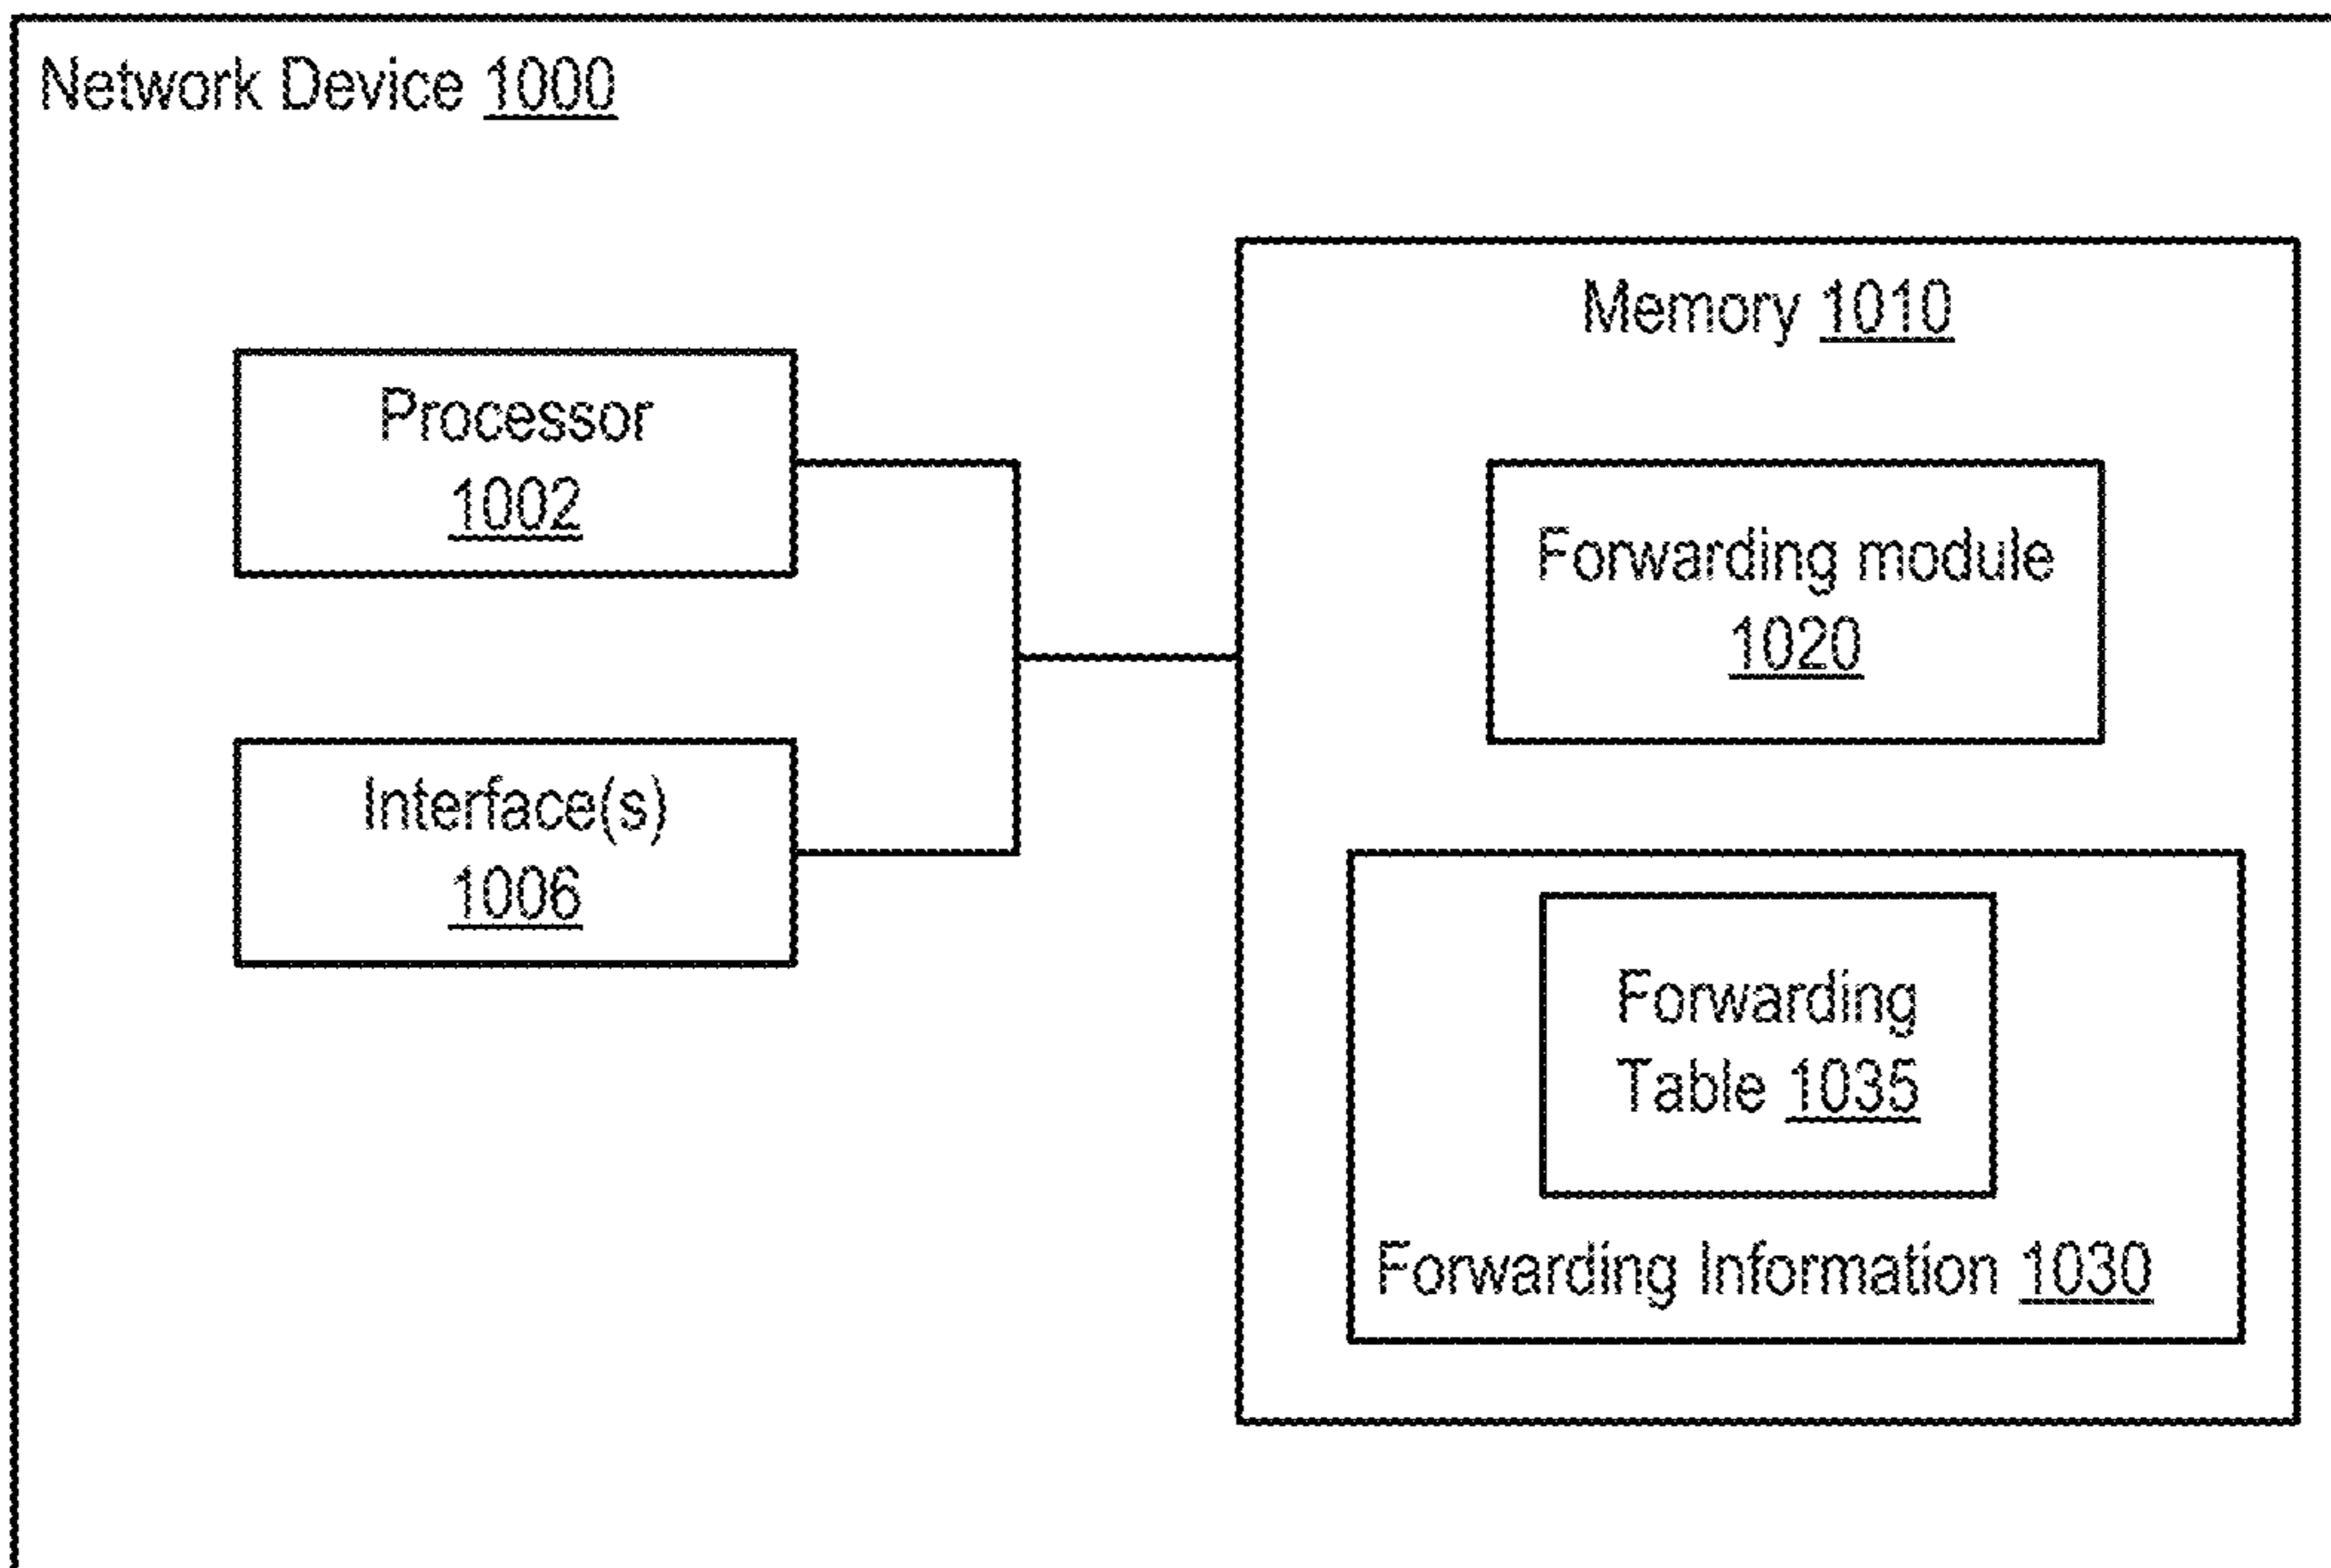 Network Device 1000
Memory 1010
Processor
1002
Forwarding module
1020
Interface(s)
1006
Forwarding
Table 1035
Forwarding Information 1030